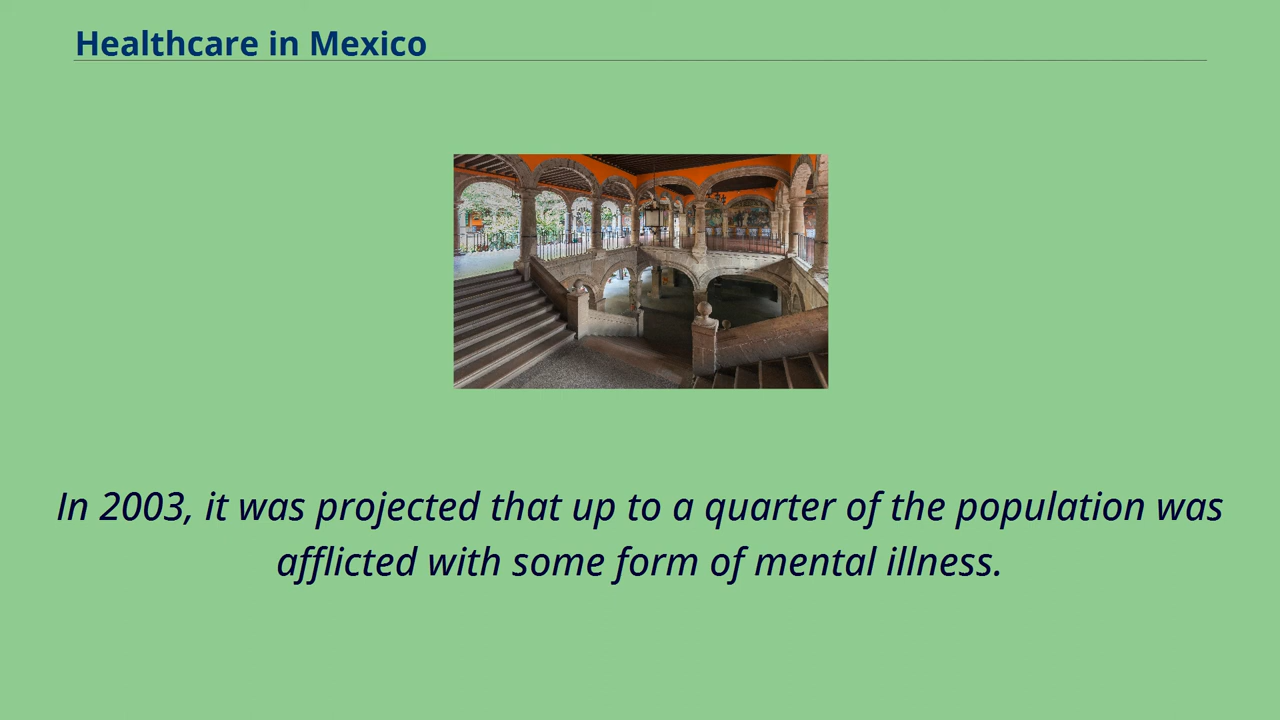 Healthcare in Mexico
In 2003, it was projected that up to a quarter of the population was
afflicted with some form of mental illness.